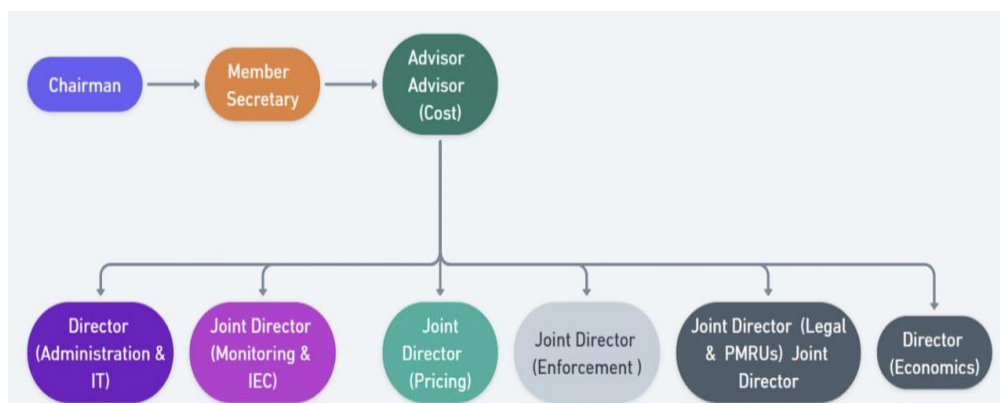 Chairman
Member
Secretary
Advisor
Advisor
(Cost)
Director
(Administration &
IT)
Joint Director
(Monitoring &
IEC)
Joint
Director
(Pricing)
Joint Director
(Enforcement )
Joint Director (Legal
& PMRUs) Joint
Director
Director
(Economics)